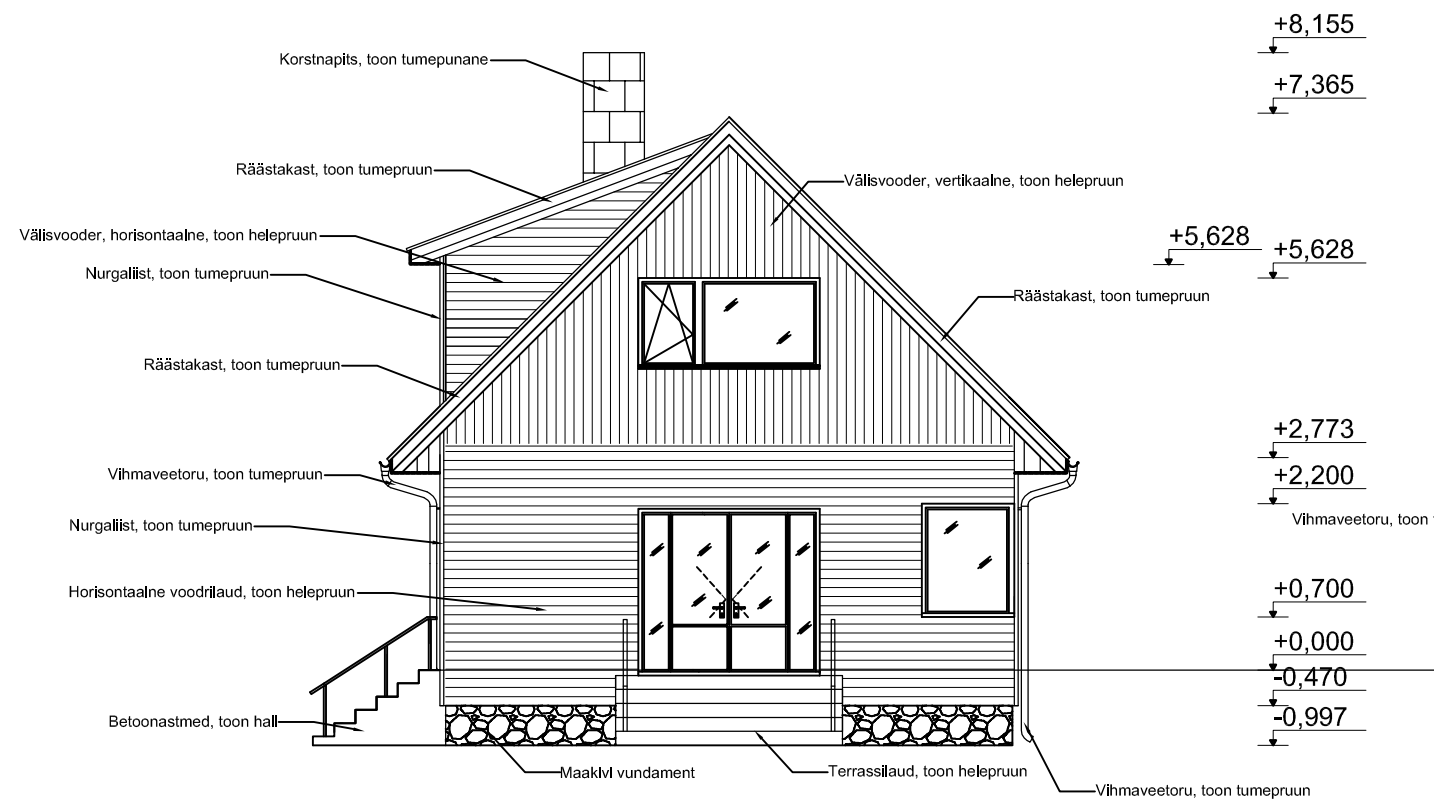 +8,155
Korstnapits, toon tumepunane
+7,365
Räästakast, toon tumepruun
Välisvooder, vertikaalne, toon helepruun
Välisvooder, horisontaalne, toon helepruun
+5,628
+5,628
Nurgaliist, toon tumepruun
Räästakast, toon tumepruun
Räästakast, toon tumepruun
+2,773
Vihmaveetoru, toon tumepruun
+2,200
Vihmaveetoru, toon
Nurgaliist, toon tumepruun
Horisontaalne voodrilaud, toon helepruun
+0,700
+0,000
-0,470
Betoonastmed, toon hall
-0,997
Maakivi vundament
Terrassilaud, toon helepruun
Vihmaveetoru, toon tumepruun